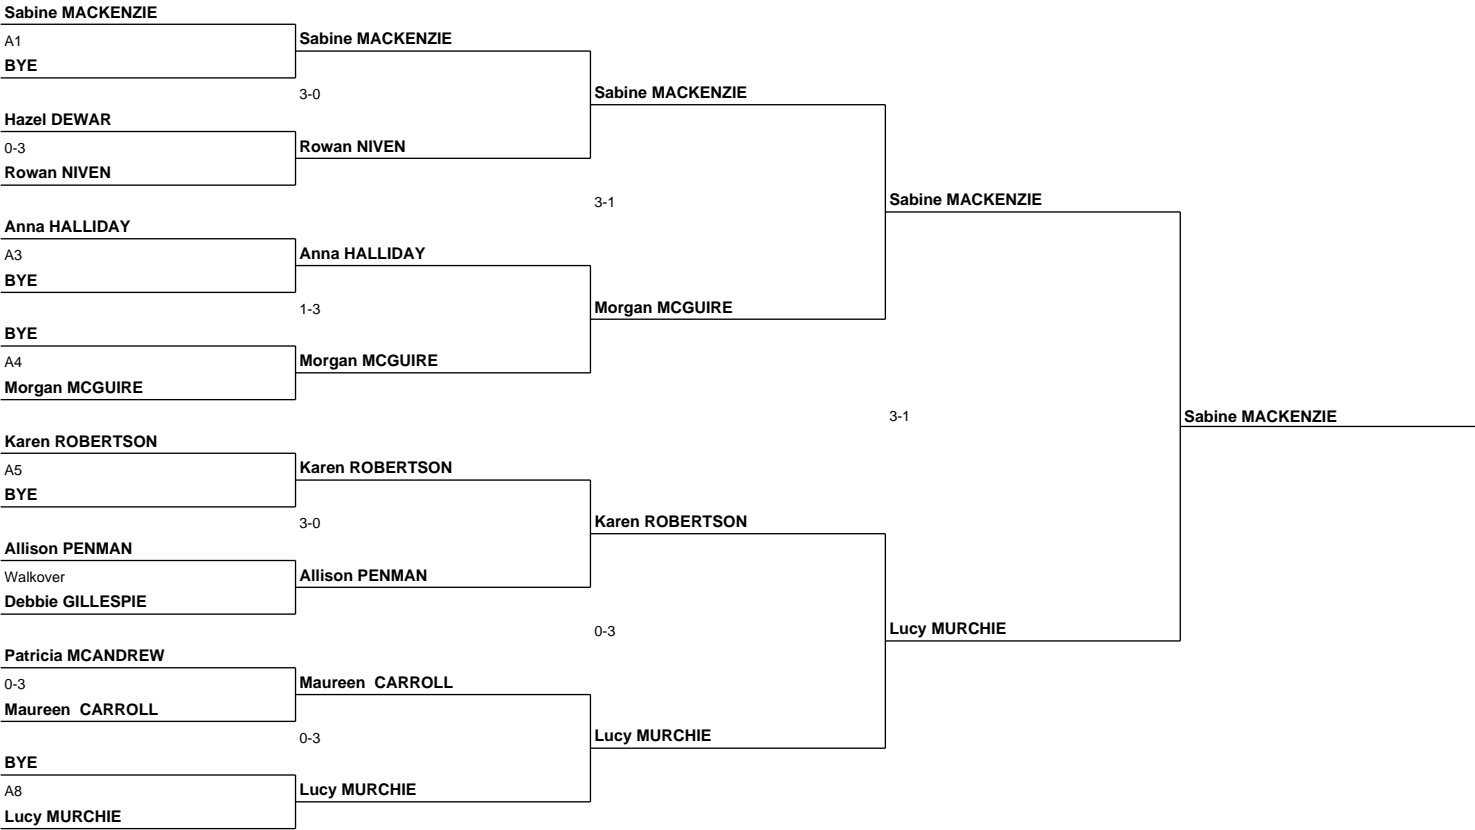 Sabine MACKENZIE
A1
BYE
Hazel DEWAR
0-3
Rowan NIVEN
Anna HALLIDAY
A3
BYE
BYE
A4
Morgan MCGUIRE
Karen ROBERTSON
A5
BYE
Allison PENMAN
Walkover
Debbie GILLESPIE
Patricia MCANDREW
0-3
Maureen  CARROLL
BYE
A8
Lucy MURCHIE
Sabine MACKENZIE
3-0
Rowan NIVEN
Anna HALLIDAY
1-3
Morgan MCGUIRE
Karen ROBERTSON
3-0
Allison PENMAN
Maureen  CARROLL
0-3
Lucy MURCHIE
Sabine MACKENZIE
3-1
Morgan MCGUIRE
Karen ROBERTSON
0-3
Lucy MURCHIE
Sabine MACKENZIE
3-1
Lucy MURCHIE
Sabine MACKENZIE